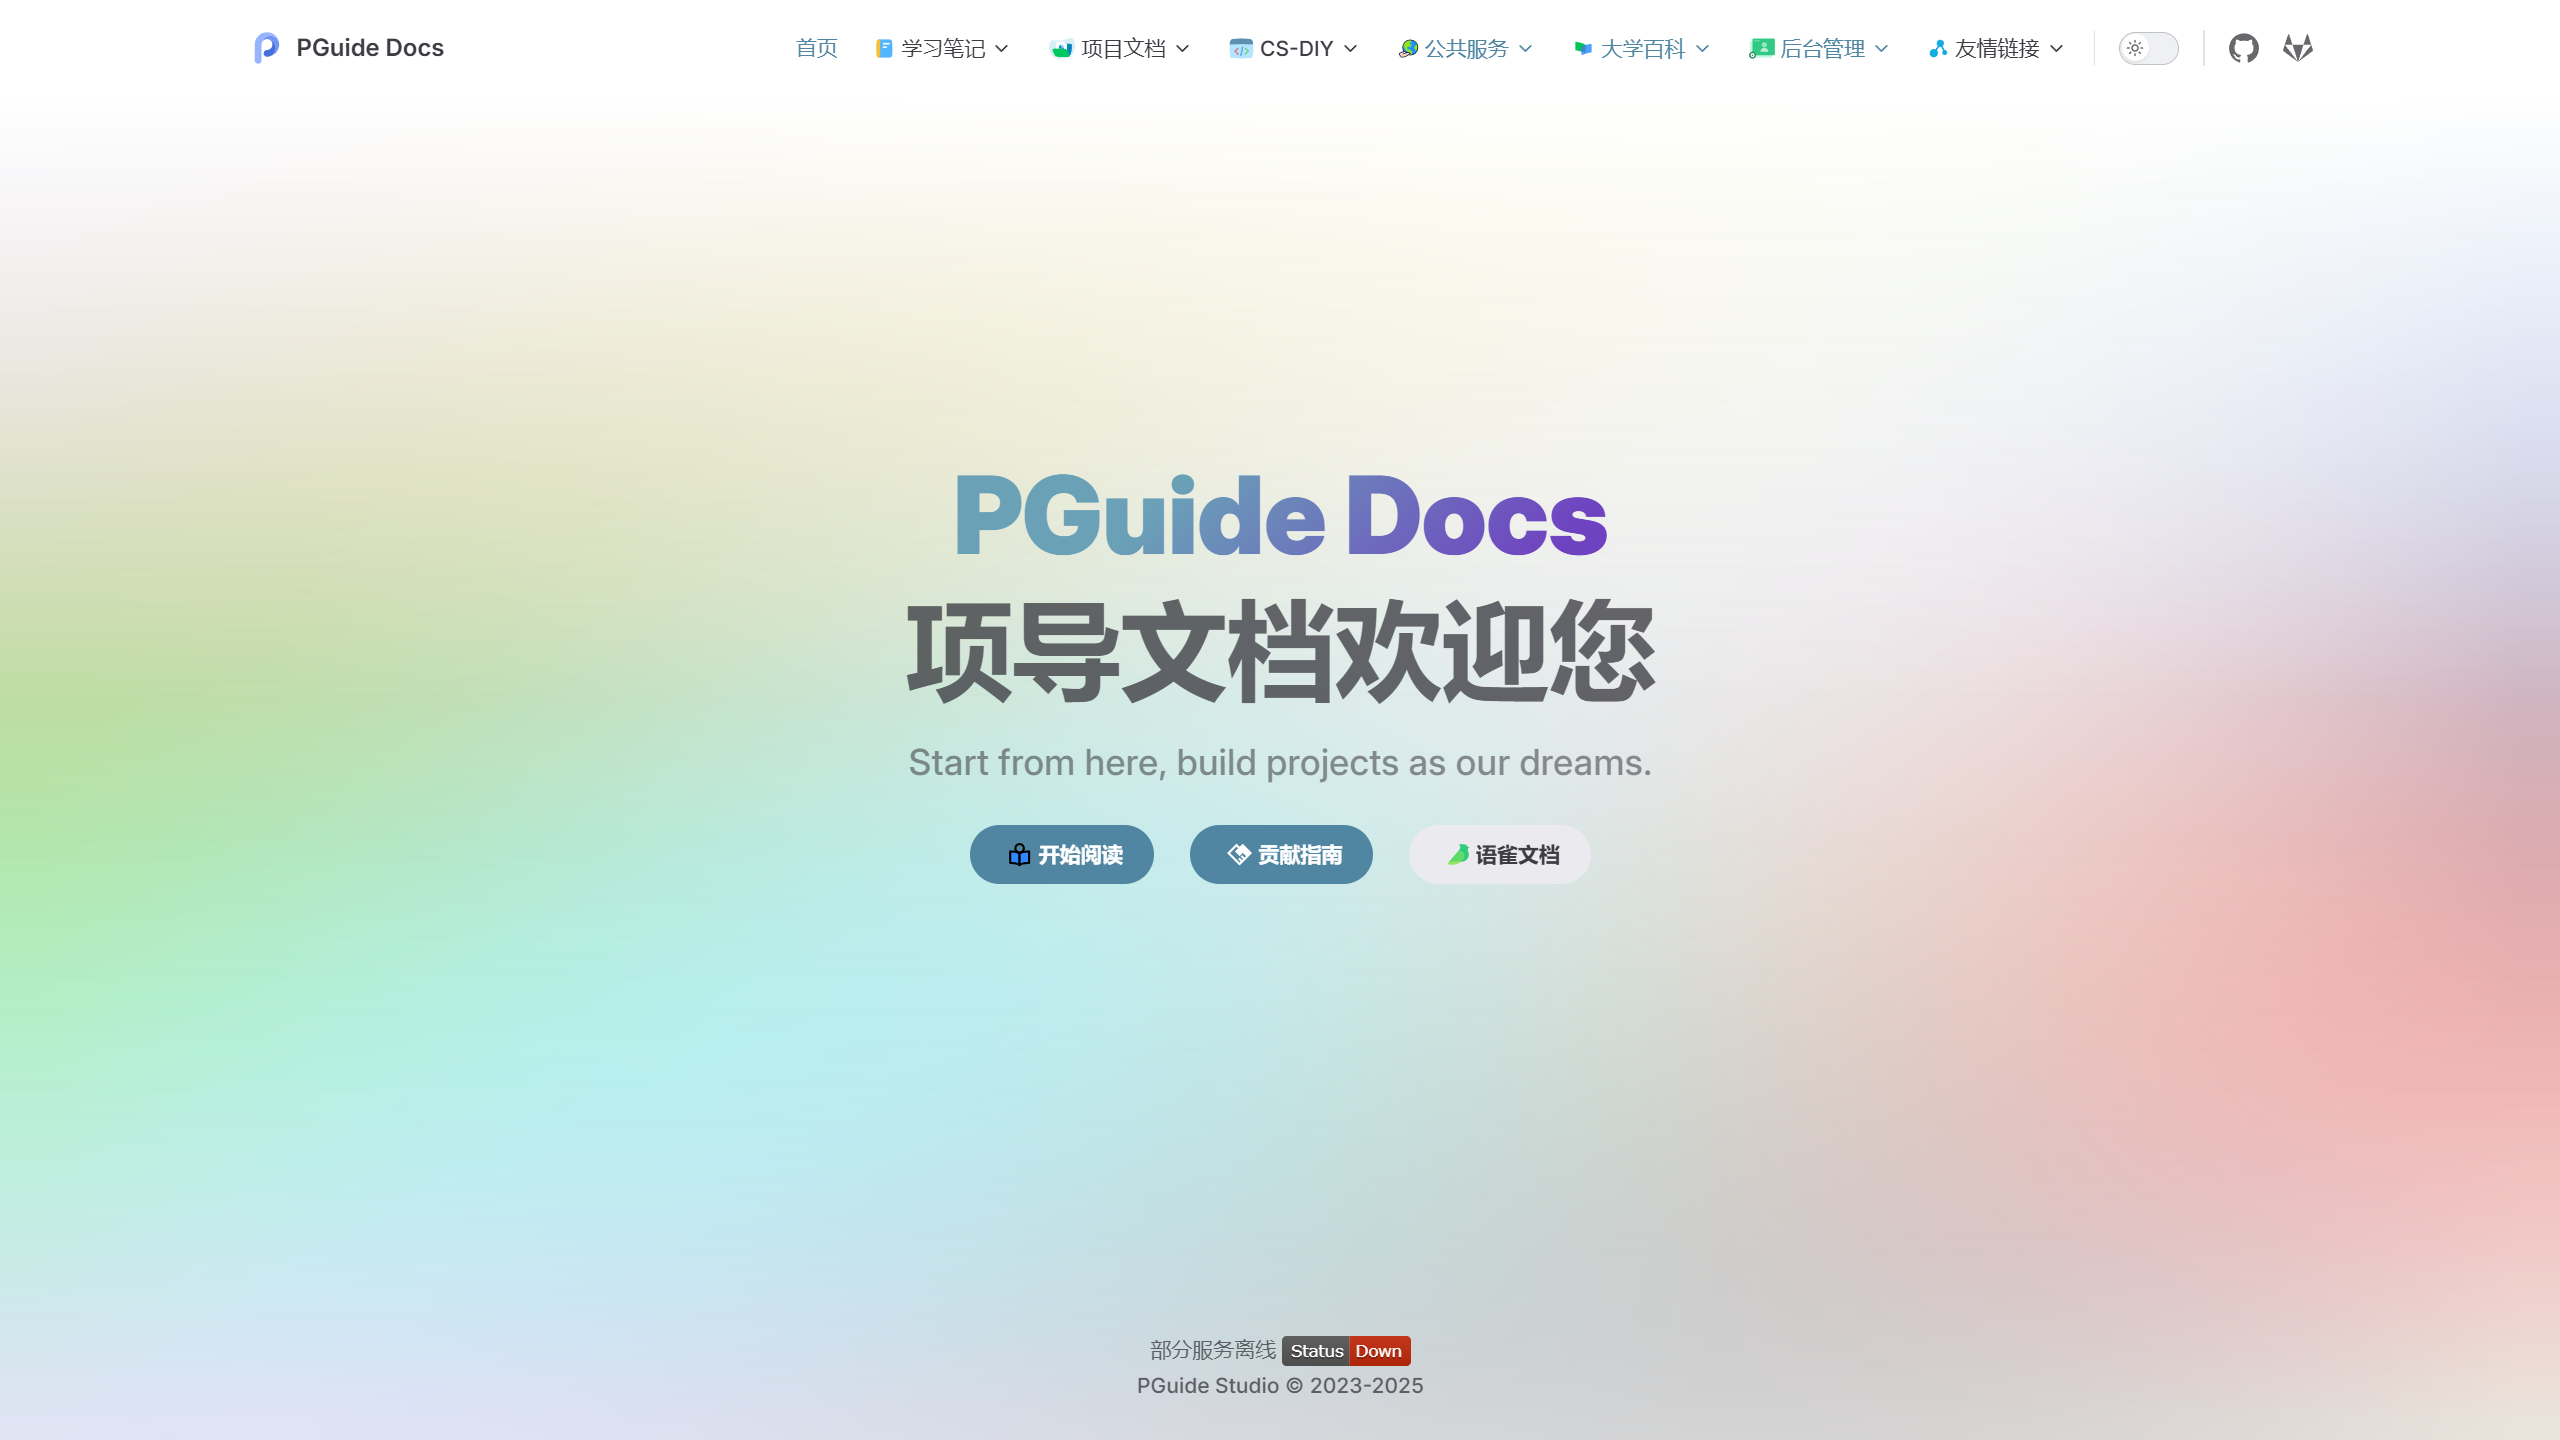 PGuide Docs
首页 学习笔记 项目文档 CS-DIY 公共服务 大学百科 后台管理 友情链接
PGuide Docs
项导文档欢迎您
Start from here, build projects as our dreams.
开始阅读 贡献指南 语雀文档
部分服务离线 Status Down
PGuide Studio © 2023-2025